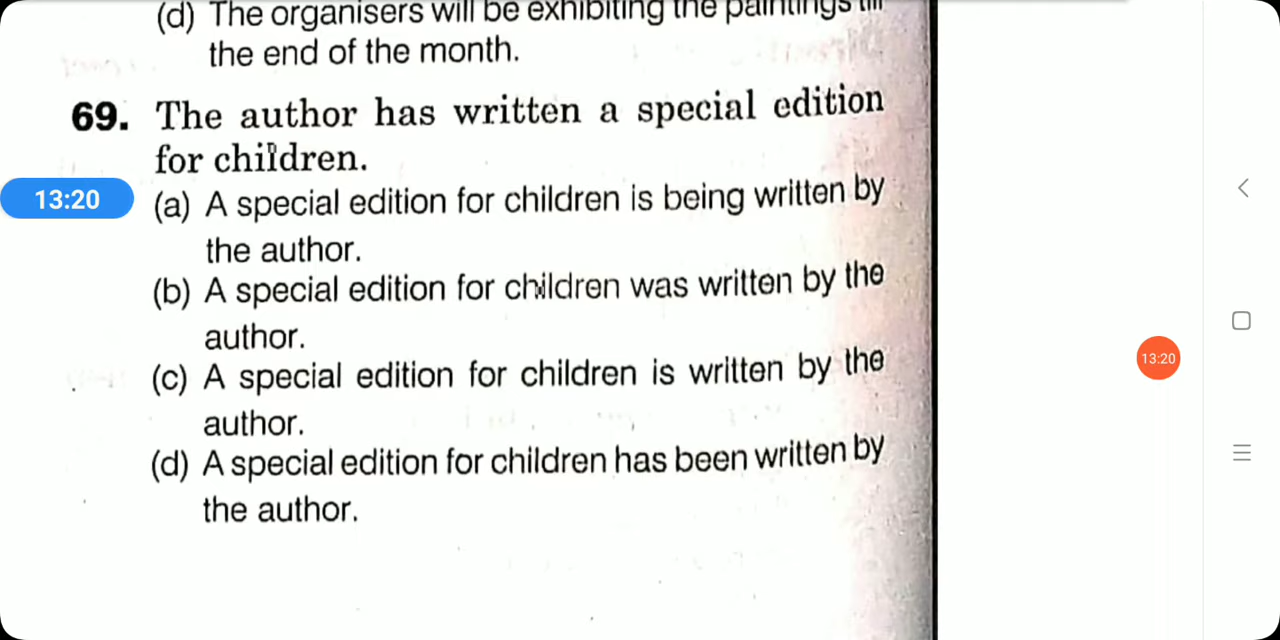 (d) The organisers will be exhibiting the paintings till
the end of the month.
69. The author has written a special edition
for children.
13:20
(a) A special edition for children is being written by
the author.
(b) A special edition for children was written by the
author.
13:20
(c) A special edition for children is written by the
author.
(d) A special edition for children has been written by
the author.